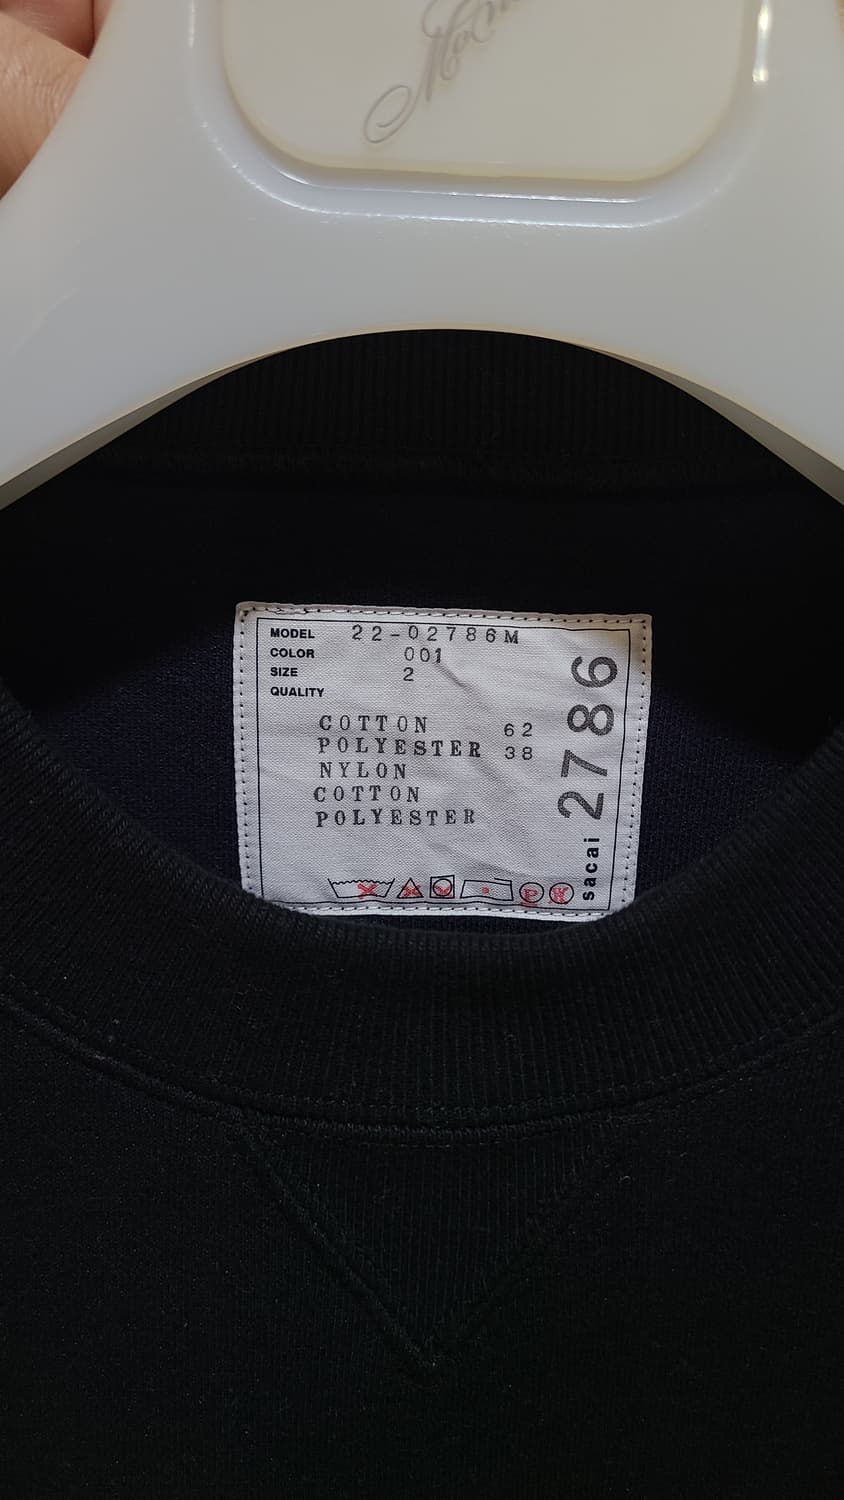 MODEL 22-02786M
COLOR 001
SIZE 2
QUALITY
COTTON 62
POLYESTER 38
NYLON
COTTON
POLYESTER
sacai 2786
P